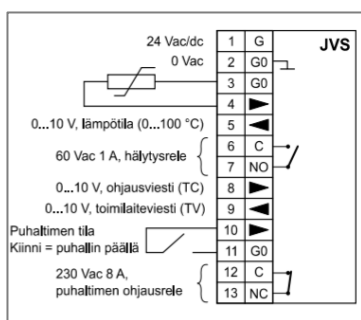 24 Vac/dc 1 G JVS
0 Vac 2 G0
3 G0
4
0...10 V, lämpötila (0...100 °C) 5
60 Vac 1 A, hälytysrele 6 C
7 NO
0...10 V, ohjausviesti (TC) 8
0...10 V, toimilaiteviesti (TV) 9
Puhaltimen tila 10
Kiinni = puhallin päällä 11 G0
230 Vac 8 A, 12 C
puhaltimen ohjausrele 13 NC